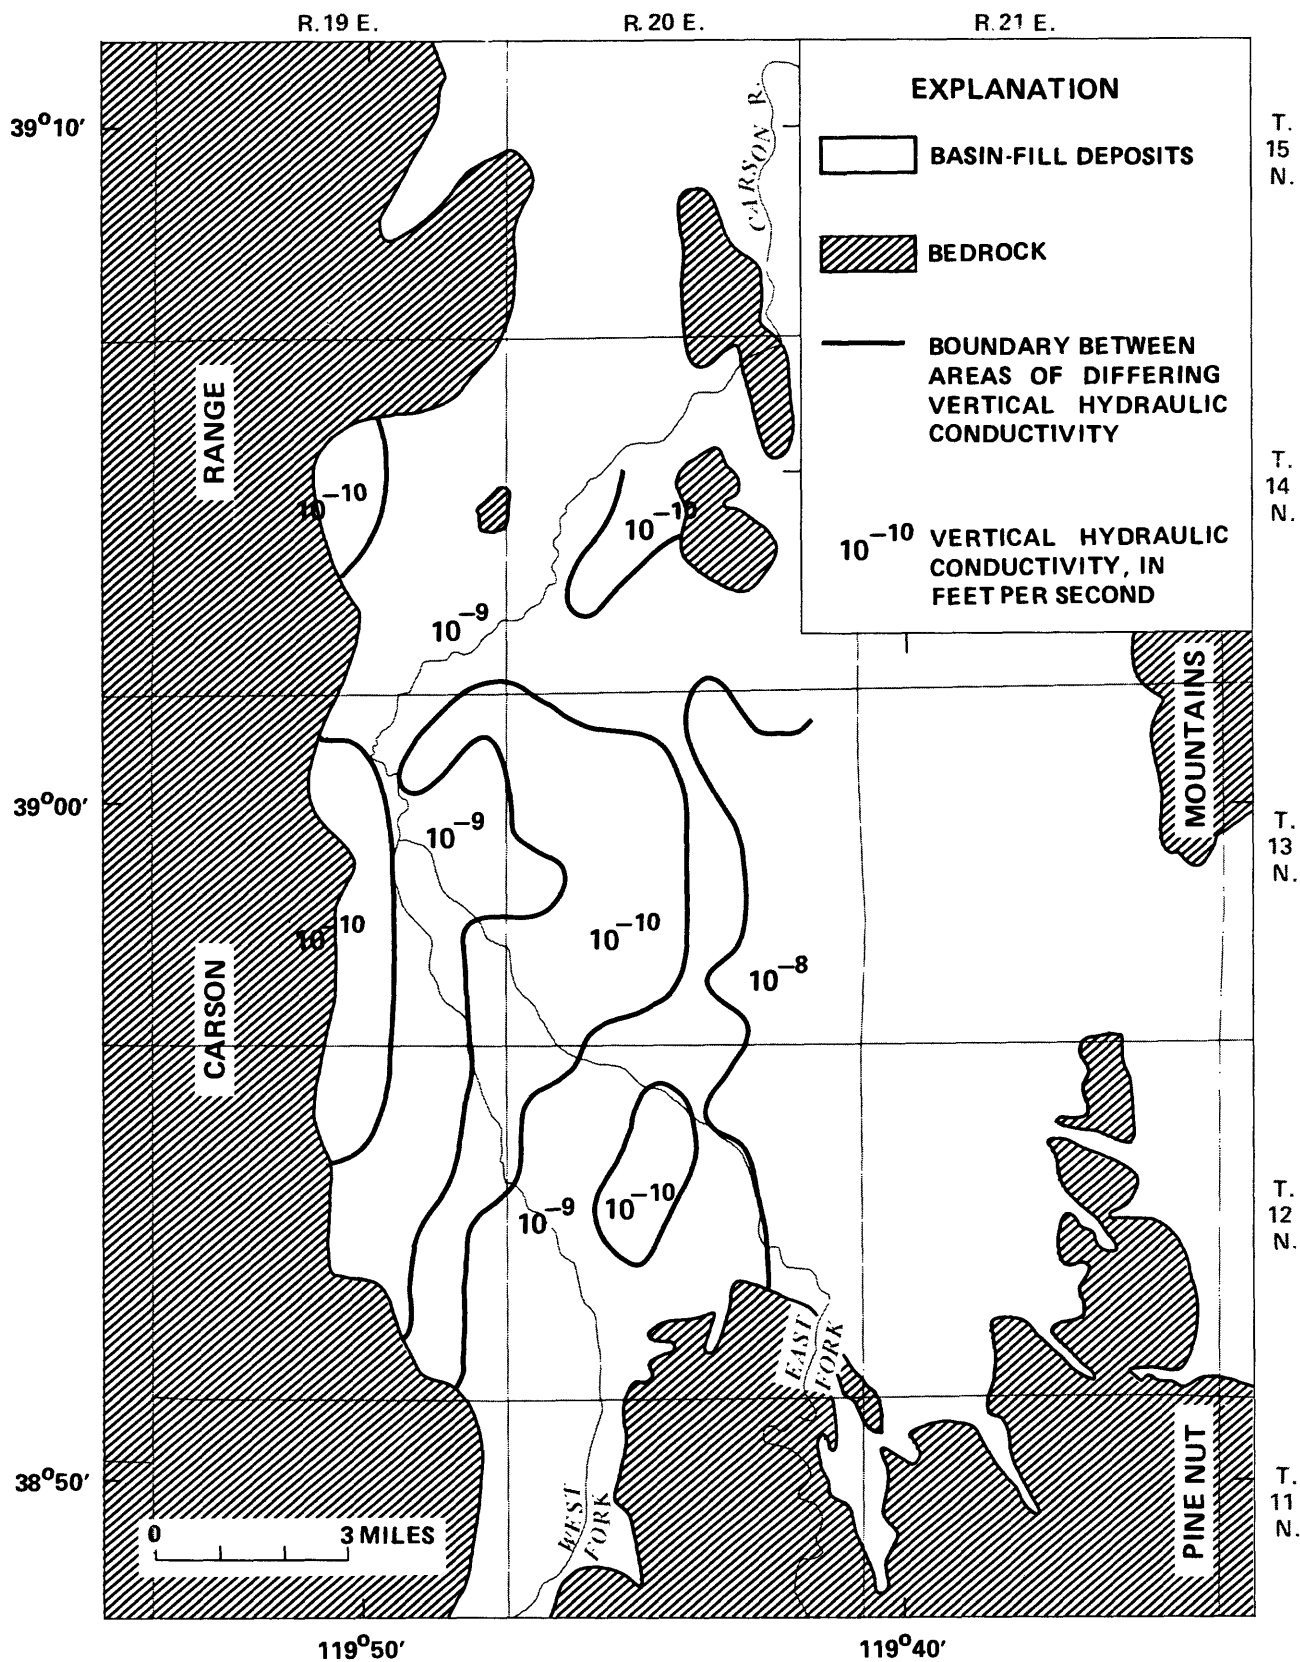 R. 19 E.
R. 20 E.
R. 21 E.
39°10'
CARSON R.
T.
15
N.
EXPLANATION
BASIN-FILL DEPOSITS
BEDROCK
BOUNDARY BETWEEN
AREAS OF DIFFERING
VERTICAL HYDRAULIC
CONDUCTIVITY
10⁻¹⁰
VERTICAL HYDRAULIC
CONDUCTIVITY, IN
FEET PER SECOND
RANGE
T.
14
N.
10⁻¹⁰
10⁻¹⁰
10⁻⁹
MOUNTAINS
39°00'
T.
13
N.
10⁻⁹
10⁻¹⁰
10⁻¹⁰
10⁻⁸
CARSON
10⁻⁹
10⁻¹⁰
T.
12
N.
EAST
FORK
38°50'
WEST
FORK
PINE NUT
T.
11
N.
0
3 MILES
119°50'
119°40'